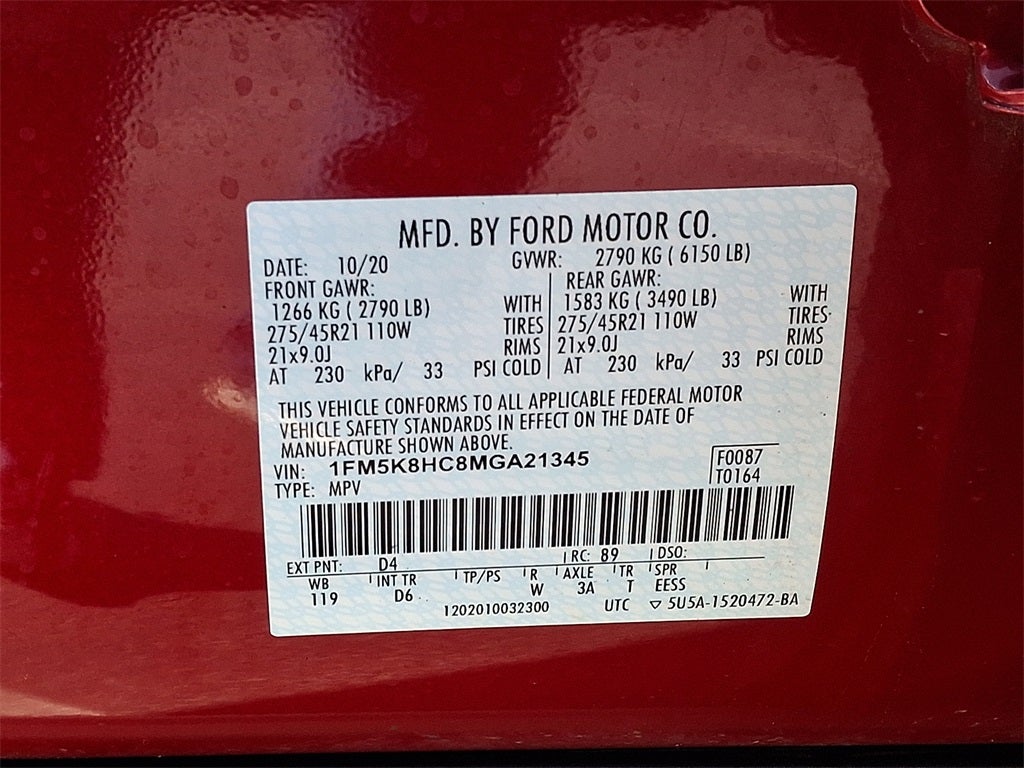 MFD. BY FORD MOTOR CO.
DATE: 10/20 GVWR: 2790 KG ( 6150 LB)
FRONT GAWR: REAR GAWR:
1266 KG ( 2790 LB) WITH 1583 KG ( 3490 LB) WITH
275/45R21 110W TIRES 275/45R21 110W TIRES
21x9.0J RIMS 21x9.0J RIMS
AT 230 kPa/ 33 PSI COLD AT 230 kPa/ 33 PSI COLD
THIS VEHICLE CONFORMS TO ALL APPLICABLE FEDERAL MOTOR
VEHICLE SAFETY STANDARDS IN EFFECT ON THE DATE OF
MANUFACTURE SHOWN ABOVE.
VIN: 1FM5K8HC8MGA21345 F0087
TYPE: MPV T0164
EXT PNT: D4 RC: 89 DSO:
WB INT TR TP/PS R AXLE TR SPR
119 D6 W 3A T EESS
1202010032300 UTC ▽ 5U5A-1520472-BA